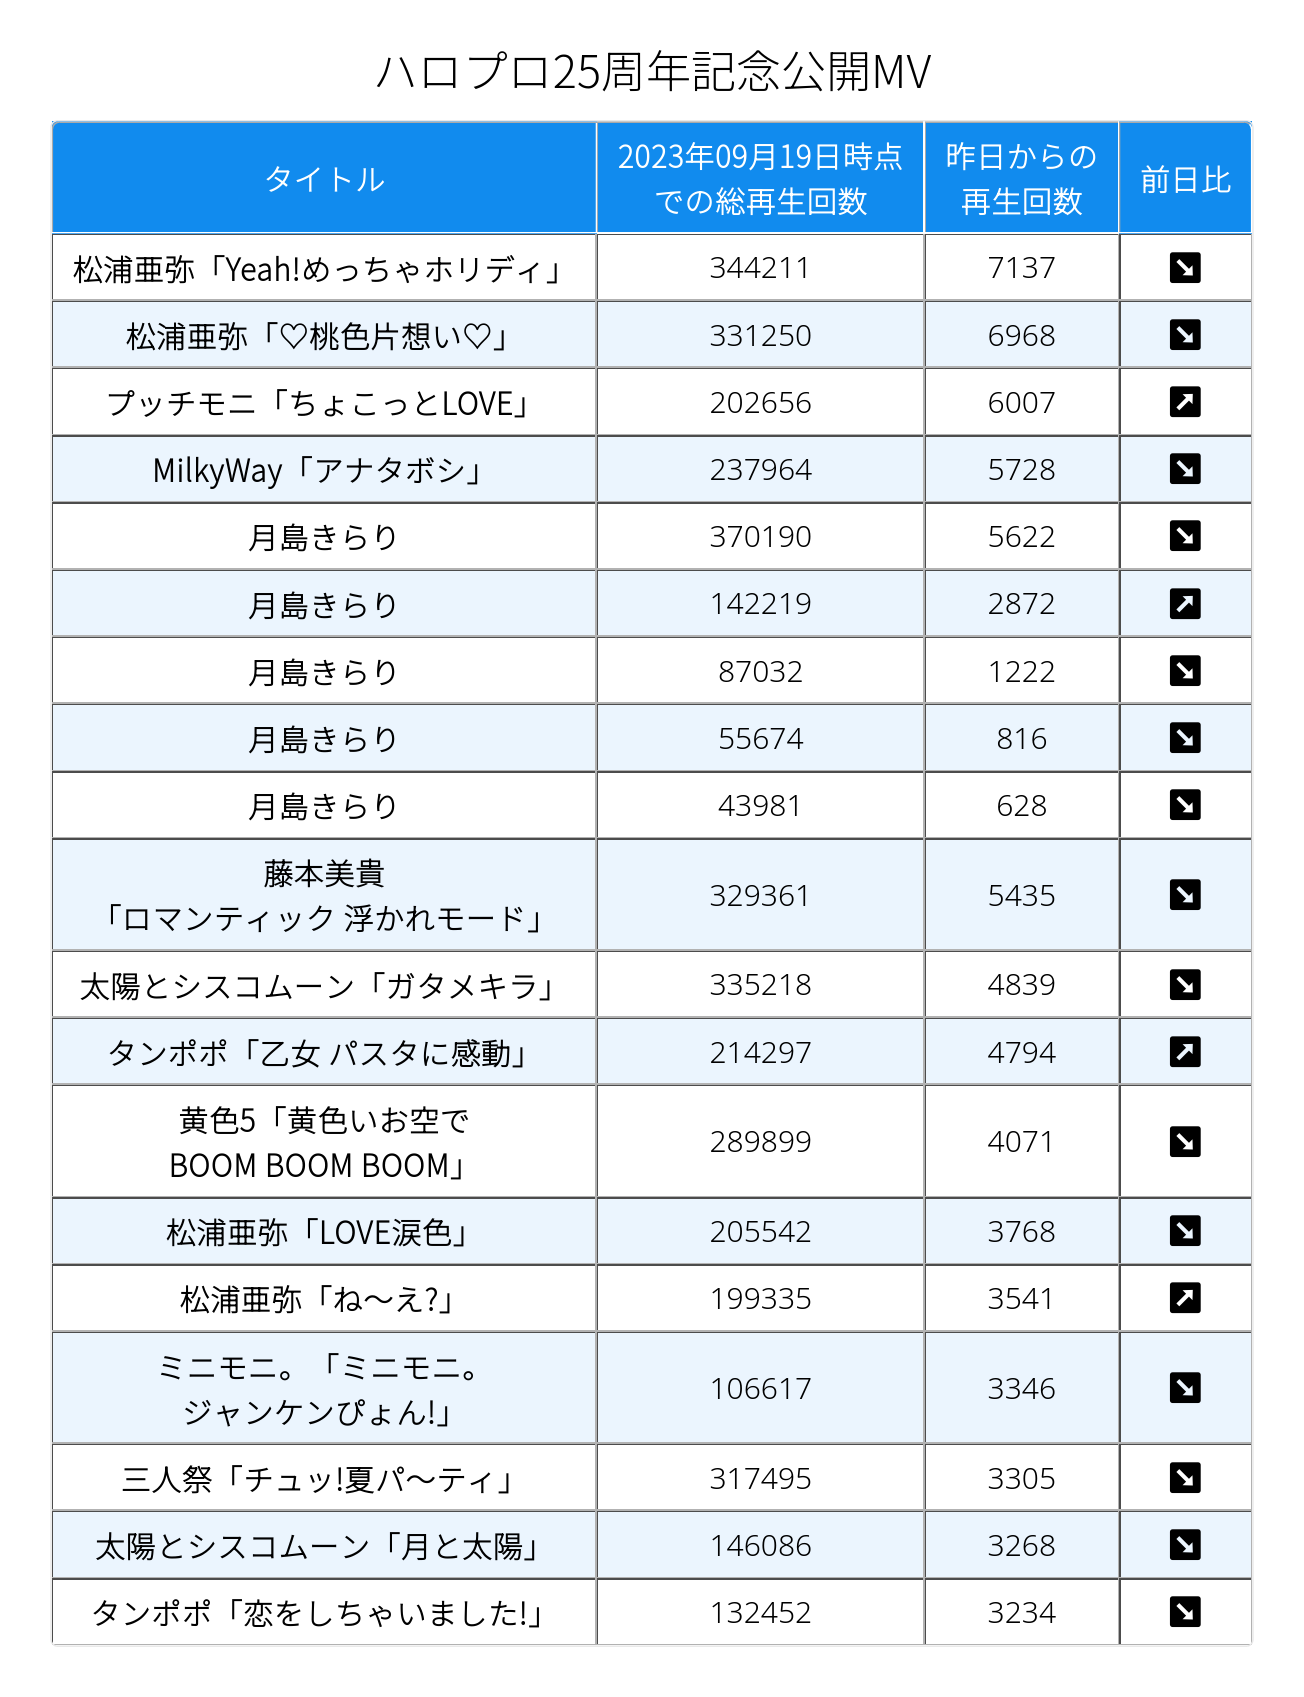 ハロプロ25周年記念公開MV
タイトル 2023年09月19日時点での総再生回数 昨日からの再生回数 前日比
松浦亜弥「Yeah!めっちゃホリディ」 344211 7137 ↘
松浦亜弥「♡桃色片想い♡」 331250 6968 ↘
プッチモニ「ちょこっとLOVE」 202656 6007 ↗
MilkyWay「アナタボシ」 237964 5728 ↘
月島きらり 370190 5622 ↘
月島きらり 142219 2872 ↗
月島きらり 87032 1222 ↘
月島きらり 55674 816 ↘
月島きらり 43981 628 ↘
藤本美貴
「ロマンティック 浮かれモード」 329361 5435 ↘
太陽とシスコムーン「ガタメキラ」 335218 4839 ↘
タンポポ「乙女 パスタに感動」 214297 4794 ↗
黄色5「黄色いお空で
BOOM BOOM BOOM」 289899 4071 ↘
松浦亜弥「LOVE涙色」 205542 3768 ↘
松浦亜弥「ね〜え?」 199335 3541 ↗
ミニモニ。「ミニモニ。
ジャンケンぴょん!」 106617 3346 ↘
三人祭「チュッ!夏パ〜ティ」 317495 3305 ↘
太陽とシスコムーン「月と太陽」 146086 3268 ↘
タンポポ「恋をしちゃいました!」 132452 3234 ↘